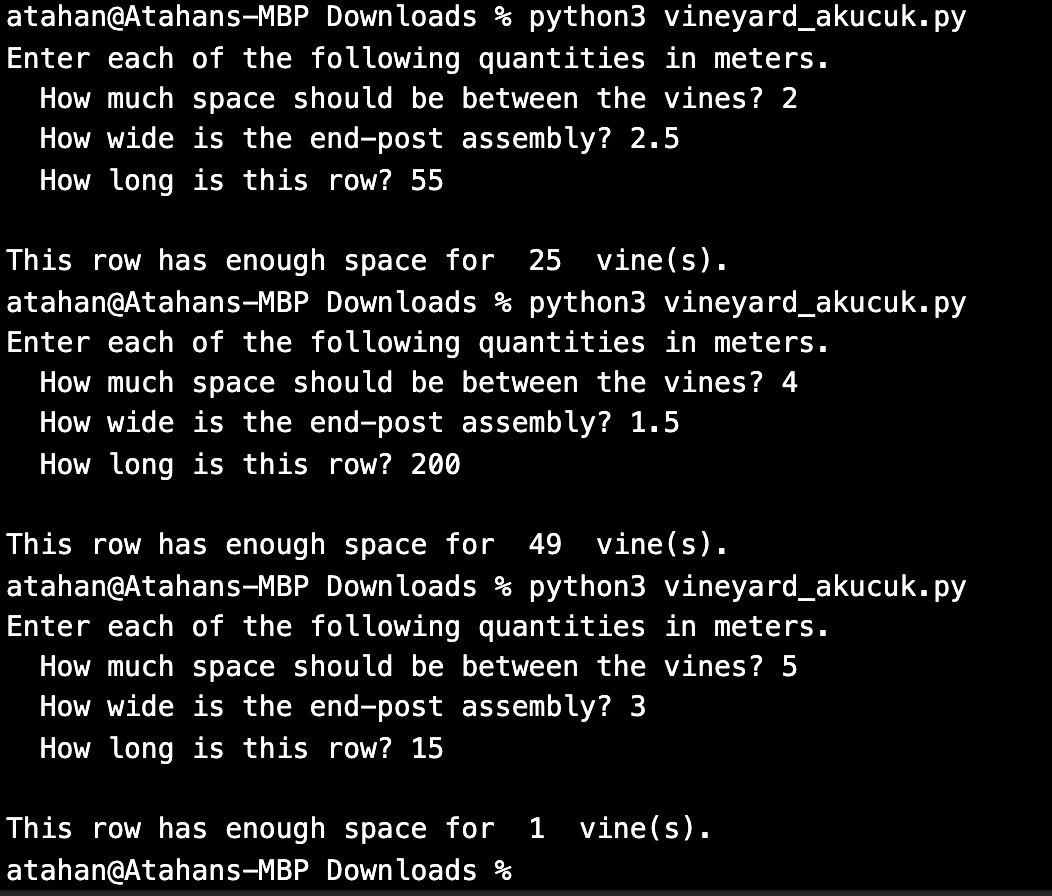 atahan@Atahans-MBP Downloads % python3 vineyard_akucuk.py
Enter each of the following quantities in meters.
  How much space should be between the vines? 2
  How wide is the end-post assembly? 2.5
  How long is this row? 55

This row has enough space for  25  vine(s).
atahan@Atahans-MBP Downloads % python3 vineyard_akucuk.py
Enter each of the following quantities in meters.
  How much space should be between the vines? 4
  How wide is the end-post assembly? 1.5
  How long is this row? 200

This row has enough space for  49  vine(s).
atahan@Atahans-MBP Downloads % python3 vineyard_akucuk.py
Enter each of the following quantities in meters.
  How much space should be between the vines? 5
  How wide is the end-post assembly? 3
  How long is this row? 15

This row has enough space for  1  vine(s).
atahan@Atahans-MBP Downloads %